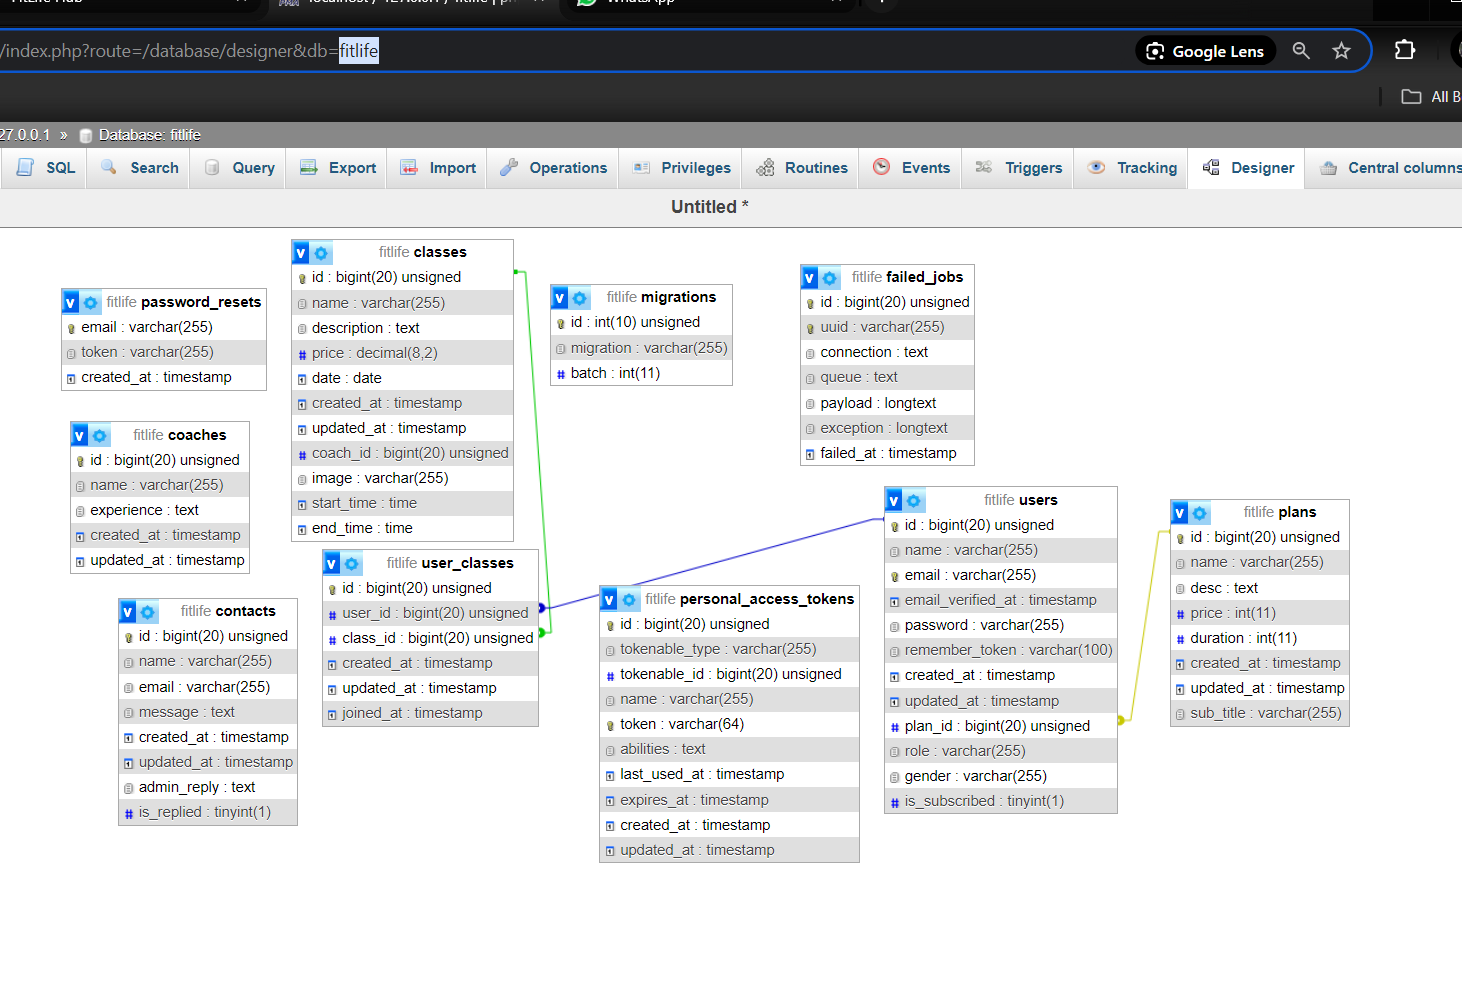 WhatsApp
/index.php?route=/database/designer&db=fitlife
Google Lens
All B
27.0.0.1 » Database: fitlife
SQL Search Query Export Import Operations Privileges Routines Events Triggers Tracking Designer Central columns
Untitled *
fitlife password_resets
email : varchar(255)
token : varchar(255)
created_at : timestamp
fitlife classes
id : bigint(20) unsigned
name : varchar(255)
description : text
price : decimal(8,2)
date : date
created_at : timestamp
updated_at : timestamp
coach_id : bigint(20) unsigned
image : varchar(255)
start_time : time
end_time : time
fitlife migrations
id : int(10) unsigned
migration : varchar(255)
batch : int(11)
fitlife failed_jobs
id : bigint(20) unsigned
uuid : varchar(255)
connection : text
queue : text
payload : longtext
exception : longtext
failed_at : timestamp
fitlife coaches
id : bigint(20) unsigned
name : varchar(255)
experience : text
created_at : timestamp
updated_at : timestamp
fitlife user_classes
id : bigint(20) unsigned
user_id : bigint(20) unsigned
class_id : bigint(20) unsigned
created_at : timestamp
updated_at : timestamp
joined_at : timestamp
fitlife contacts
id : bigint(20) unsigned
name : varchar(255)
email : varchar(255)
message : text
created_at : timestamp
updated_at : timestamp
admin_reply : text
is_replied : tinyint(1)
fitlife personal_access_tokens
id : bigint(20) unsigned
tokenable_type : varchar(255)
tokenable_id : bigint(20) unsigned
name : varchar(255)
token : varchar(64)
abilities : text
last_used_at : timestamp
expires_at : timestamp
created_at : timestamp
updated_at : timestamp
fitlife users
id : bigint(20) unsigned
name : varchar(255)
email : varchar(255)
email_verified_at : timestamp
password : varchar(255)
remember_token : varchar(100)
created_at : timestamp
updated_at : timestamp
plan_id : bigint(20) unsigned
role : varchar(255)
gender : varchar(255)
is_subscribed : tinyint(1)
fitlife plans
id : bigint(20) unsigned
name : varchar(255)
desc : text
price : int(11)
duration : int(11)
created_at : timestamp
updated_at : timestamp
sub_title : varchar(255)